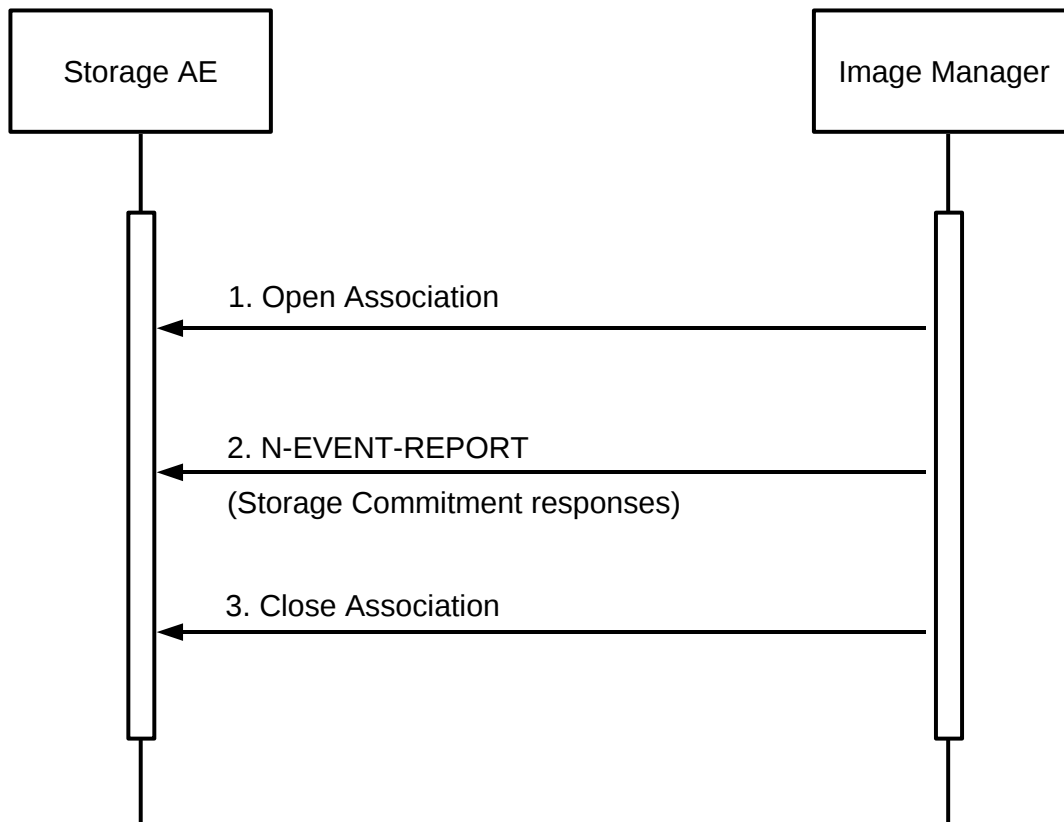 Storage AE
Image Manager
1. Open Association
2. N-EVENT-REPORT
(Storage Commitment responses)
3. Close Association